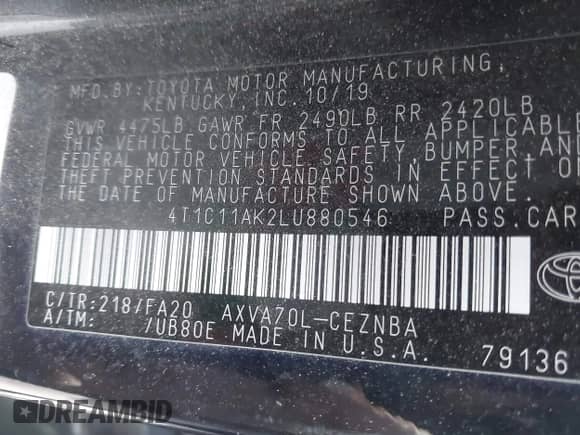 MFD.BY:TOYOTA MOTOR MANUFACTURING,
KENTUCKY, INC. 10/19
GVWR 4475LB GAWR FR 2490LB RR 2420LB
THIS VEHICLE CONFORMS TO ALL APPLICABLE
FEDERAL MOTOR VEHICLE SAFETY, BUMPER, AND
THEFT PREVENTION STANDARDS IN EFFECT ON
THE DATE OF MANUFACTURE SHOWN ABOVE.
4T1C11AK2LU880546 PASS.CAR
C/TR:218/FA20 AXVA70L-CEZNBA
A/TM: /UB80E MADE IN U.S.A.
79136
DREAMBID